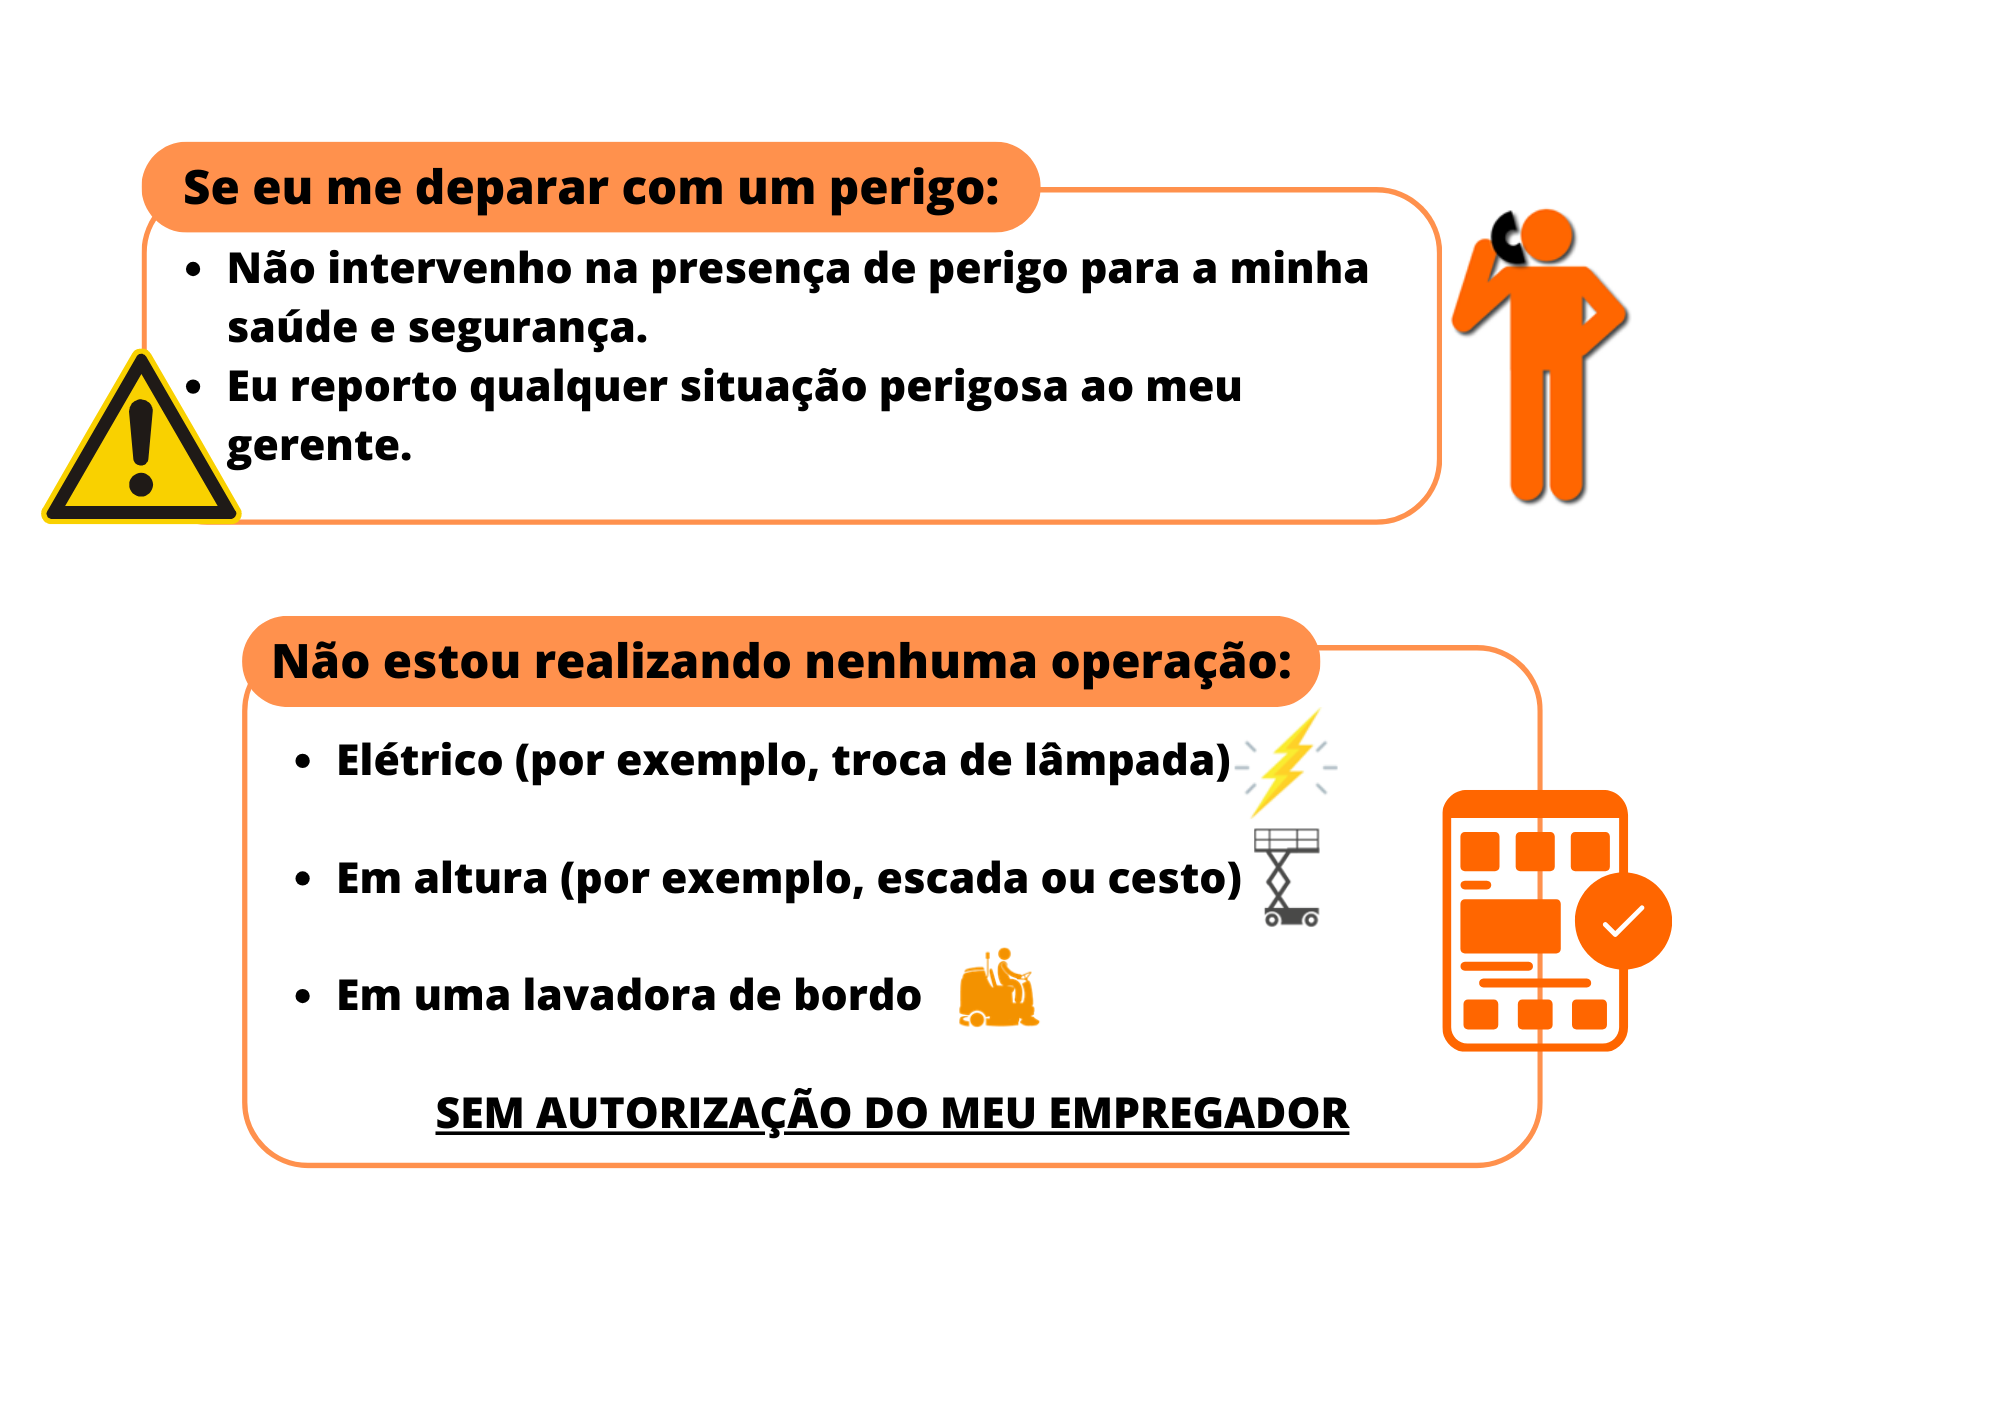 Se eu me deparar com um perigo:
• Não intervenho na presença de perigo para a minha
saúde e segurança.
• Eu reporto qualquer situação perigosa ao meu
gerente.
Não estou realizando nenhuma operação:
• Elétrico (por exemplo, troca de lâmpada)
• Em altura (por exemplo, escada ou cesto)
• Em uma lavadora de bordo
SEM AUTORIZAÇÃO DO MEU EMPREGADOR